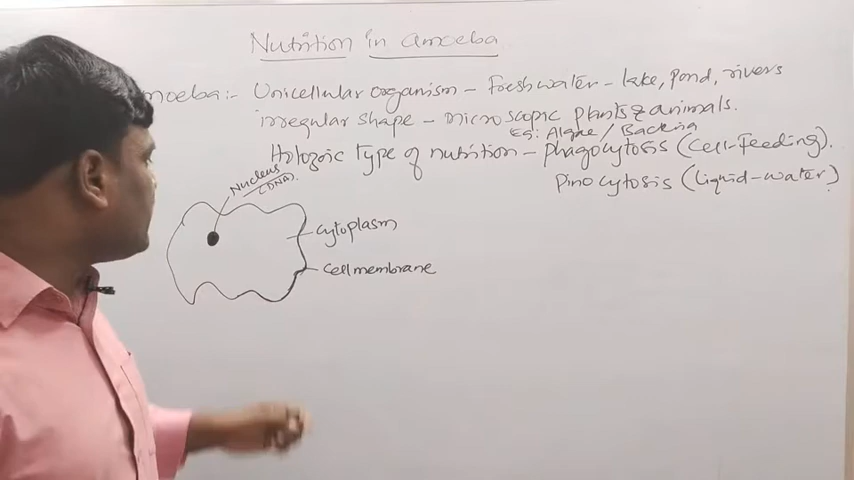 Nutrition in amoeba
moeba:- Unicellular organism - Freshwater - lake, pond, rivers
irregular shape - microscopic plants & animals.
Eg: Algae / Bacteria
Holozoic type of nutrition - phagocytosis (Cell-Feeding).
Pinocytosis (Liquid-water)
Nucleus
(DNA).
cytoplasm
cell membrane